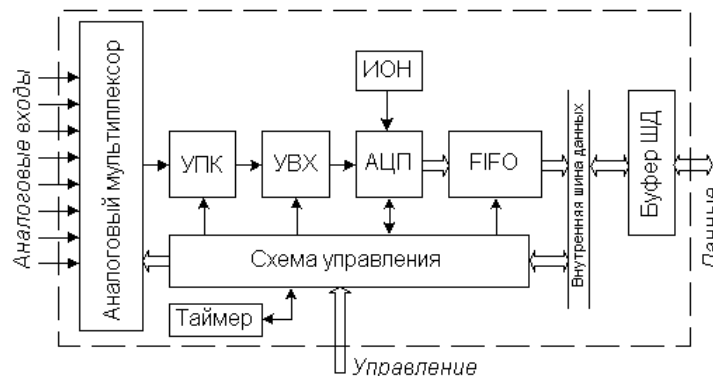 Аналоговые входы
Аналоговый мультиплексор
ИОН
УПК
УВХ
АЦП
FIFO
Внутренняя шина данных
Буфер ШД
Данные
Схема управления
Таймер
Управление